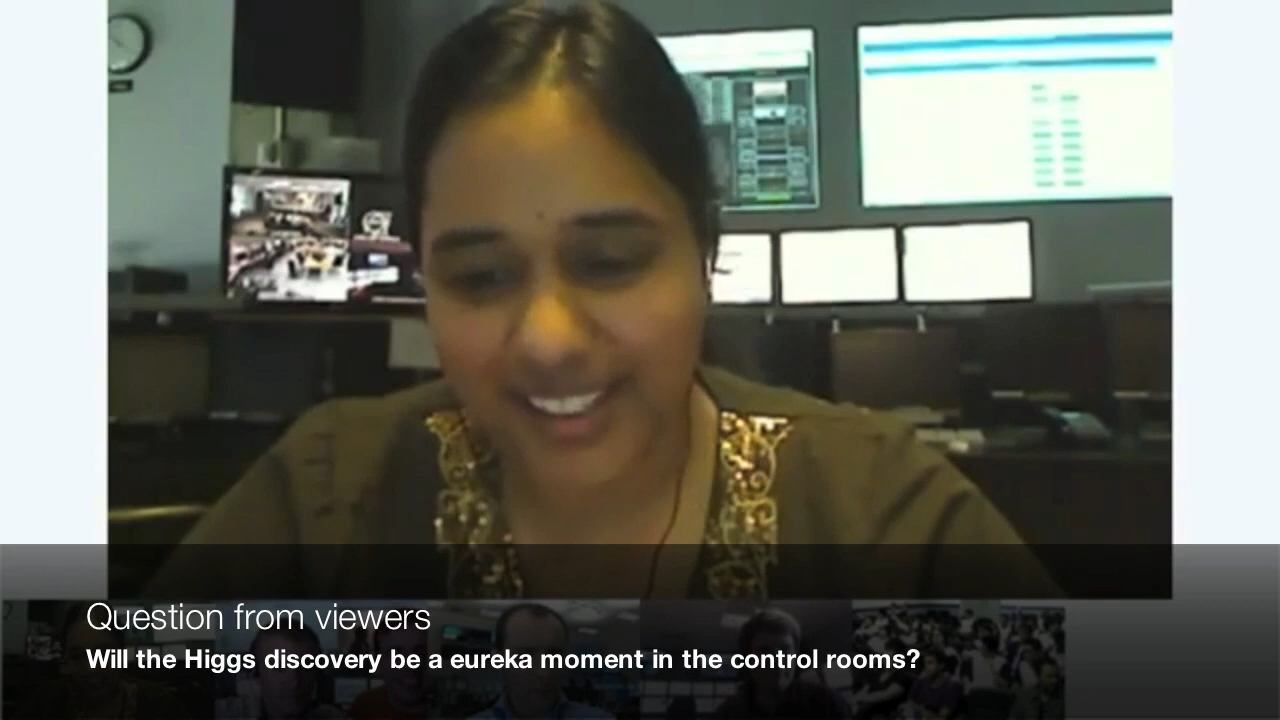 Question from viewers
Will the Higgs discovery be a eureka moment in the control rooms?